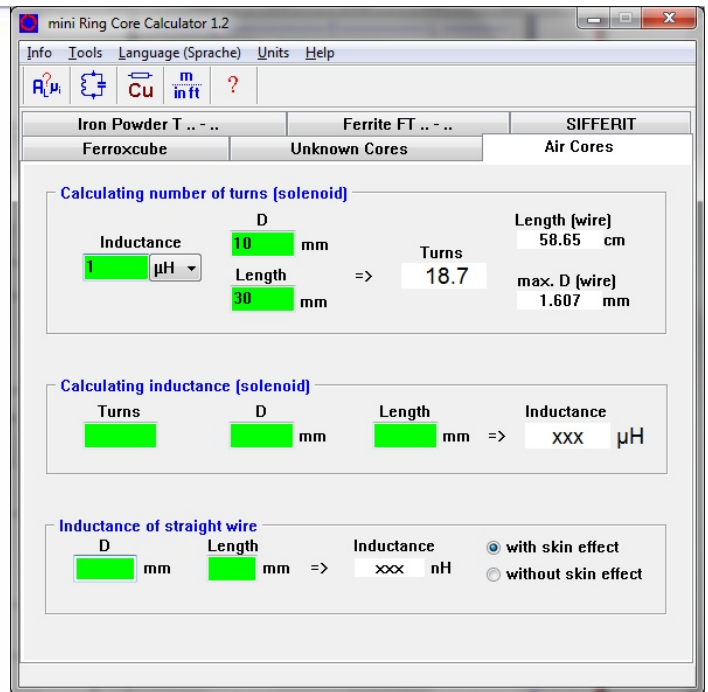 mini Ring Core Calculator 1.2
Info Tools Language (Sprache) Units Help
AL? µi Cu m in ft ?
Iron Powder T .. - .. Ferrite FT .. - .. SIFFERIT
Ferroxcube Unknown Cores Air Cores
Calculating number of turns (solenoid)
Inductance
1 µH
D
10 mm
Length
30 mm
=>
Turns
18.7
Length (wire)
58.65 cm
max. D (wire)
1.607 mm
Calculating inductance (solenoid)
Turns D Length Inductance
mm mm => xxx µH
Inductance of straight wire
D Length Inductance
mm mm => xxx nH
with skin effect
without skin effect